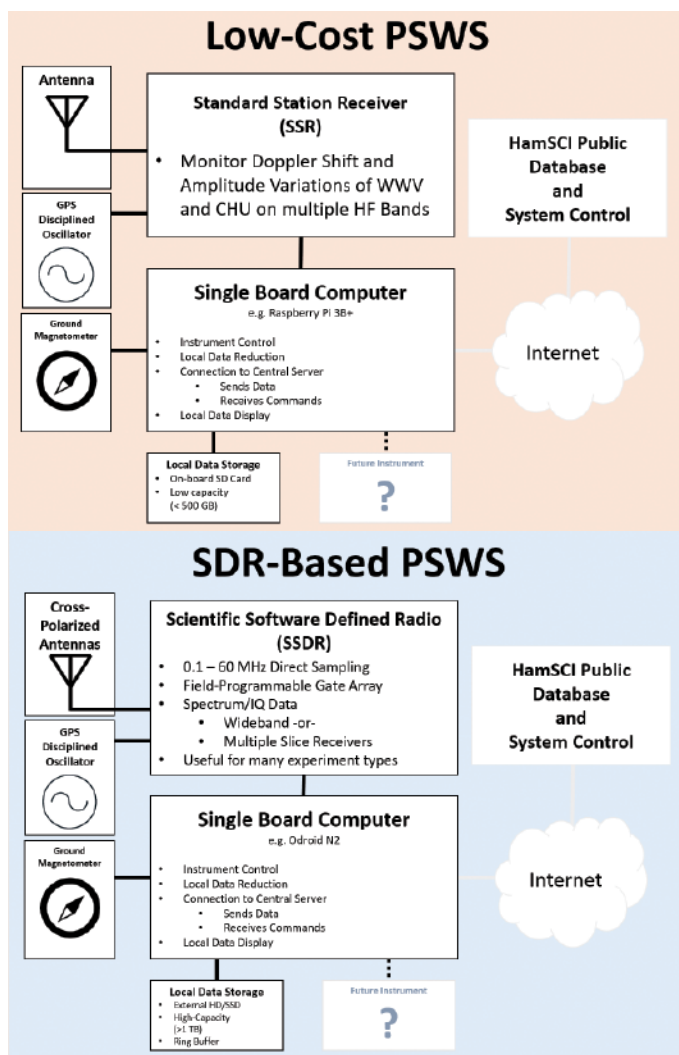 Low-Cost PSWS
Antenna
GPS
Disciplined
Oscillator
Ground
Magnetometer
Standard Station Receiver
(SSR)
• Monitor Doppler Shift and
Amplitude Variations of WWV
and CHU on multiple HF Bands
Single Board Computer
e.g. Raspberry Pi 3B+
• Instrument Control
• Local Data Reduction
• Connection to Central Server
• Sends Data
• Receives Commands
• Local Data Display
Local Data Storage
• On-board SD Card
• Low capacity
(< 500 GB)
Future Instrument
?
HamSCI Public
Database
and
System Control
Internet
SDR-Based PSWS
Cross-
Polarized
Antennas
GPS
Disciplined
Oscillator
Ground
Magnetometer
Scientific Software Defined Radio
(SSDR)
• 0.1 – 60 MHz Direct Sampling
• Field-Programmable Gate Array
• Spectrum/IQ Data
• Wideband -or-
• Multiple Slice Receivers
• Useful for many experiment types
Single Board Computer
e.g. Odroid N2
• Instrument Control
• Local Data Reduction
• Connection to Central Server
• Sends Data
• Receives Commands
• Local Data Display
Local Data Storage
• External HD/SSD
• High-Capacity
(>1 TB)
• Ring Buffer
Future Instrument
?
HamSCI Public
Database
and
System Control
Internet